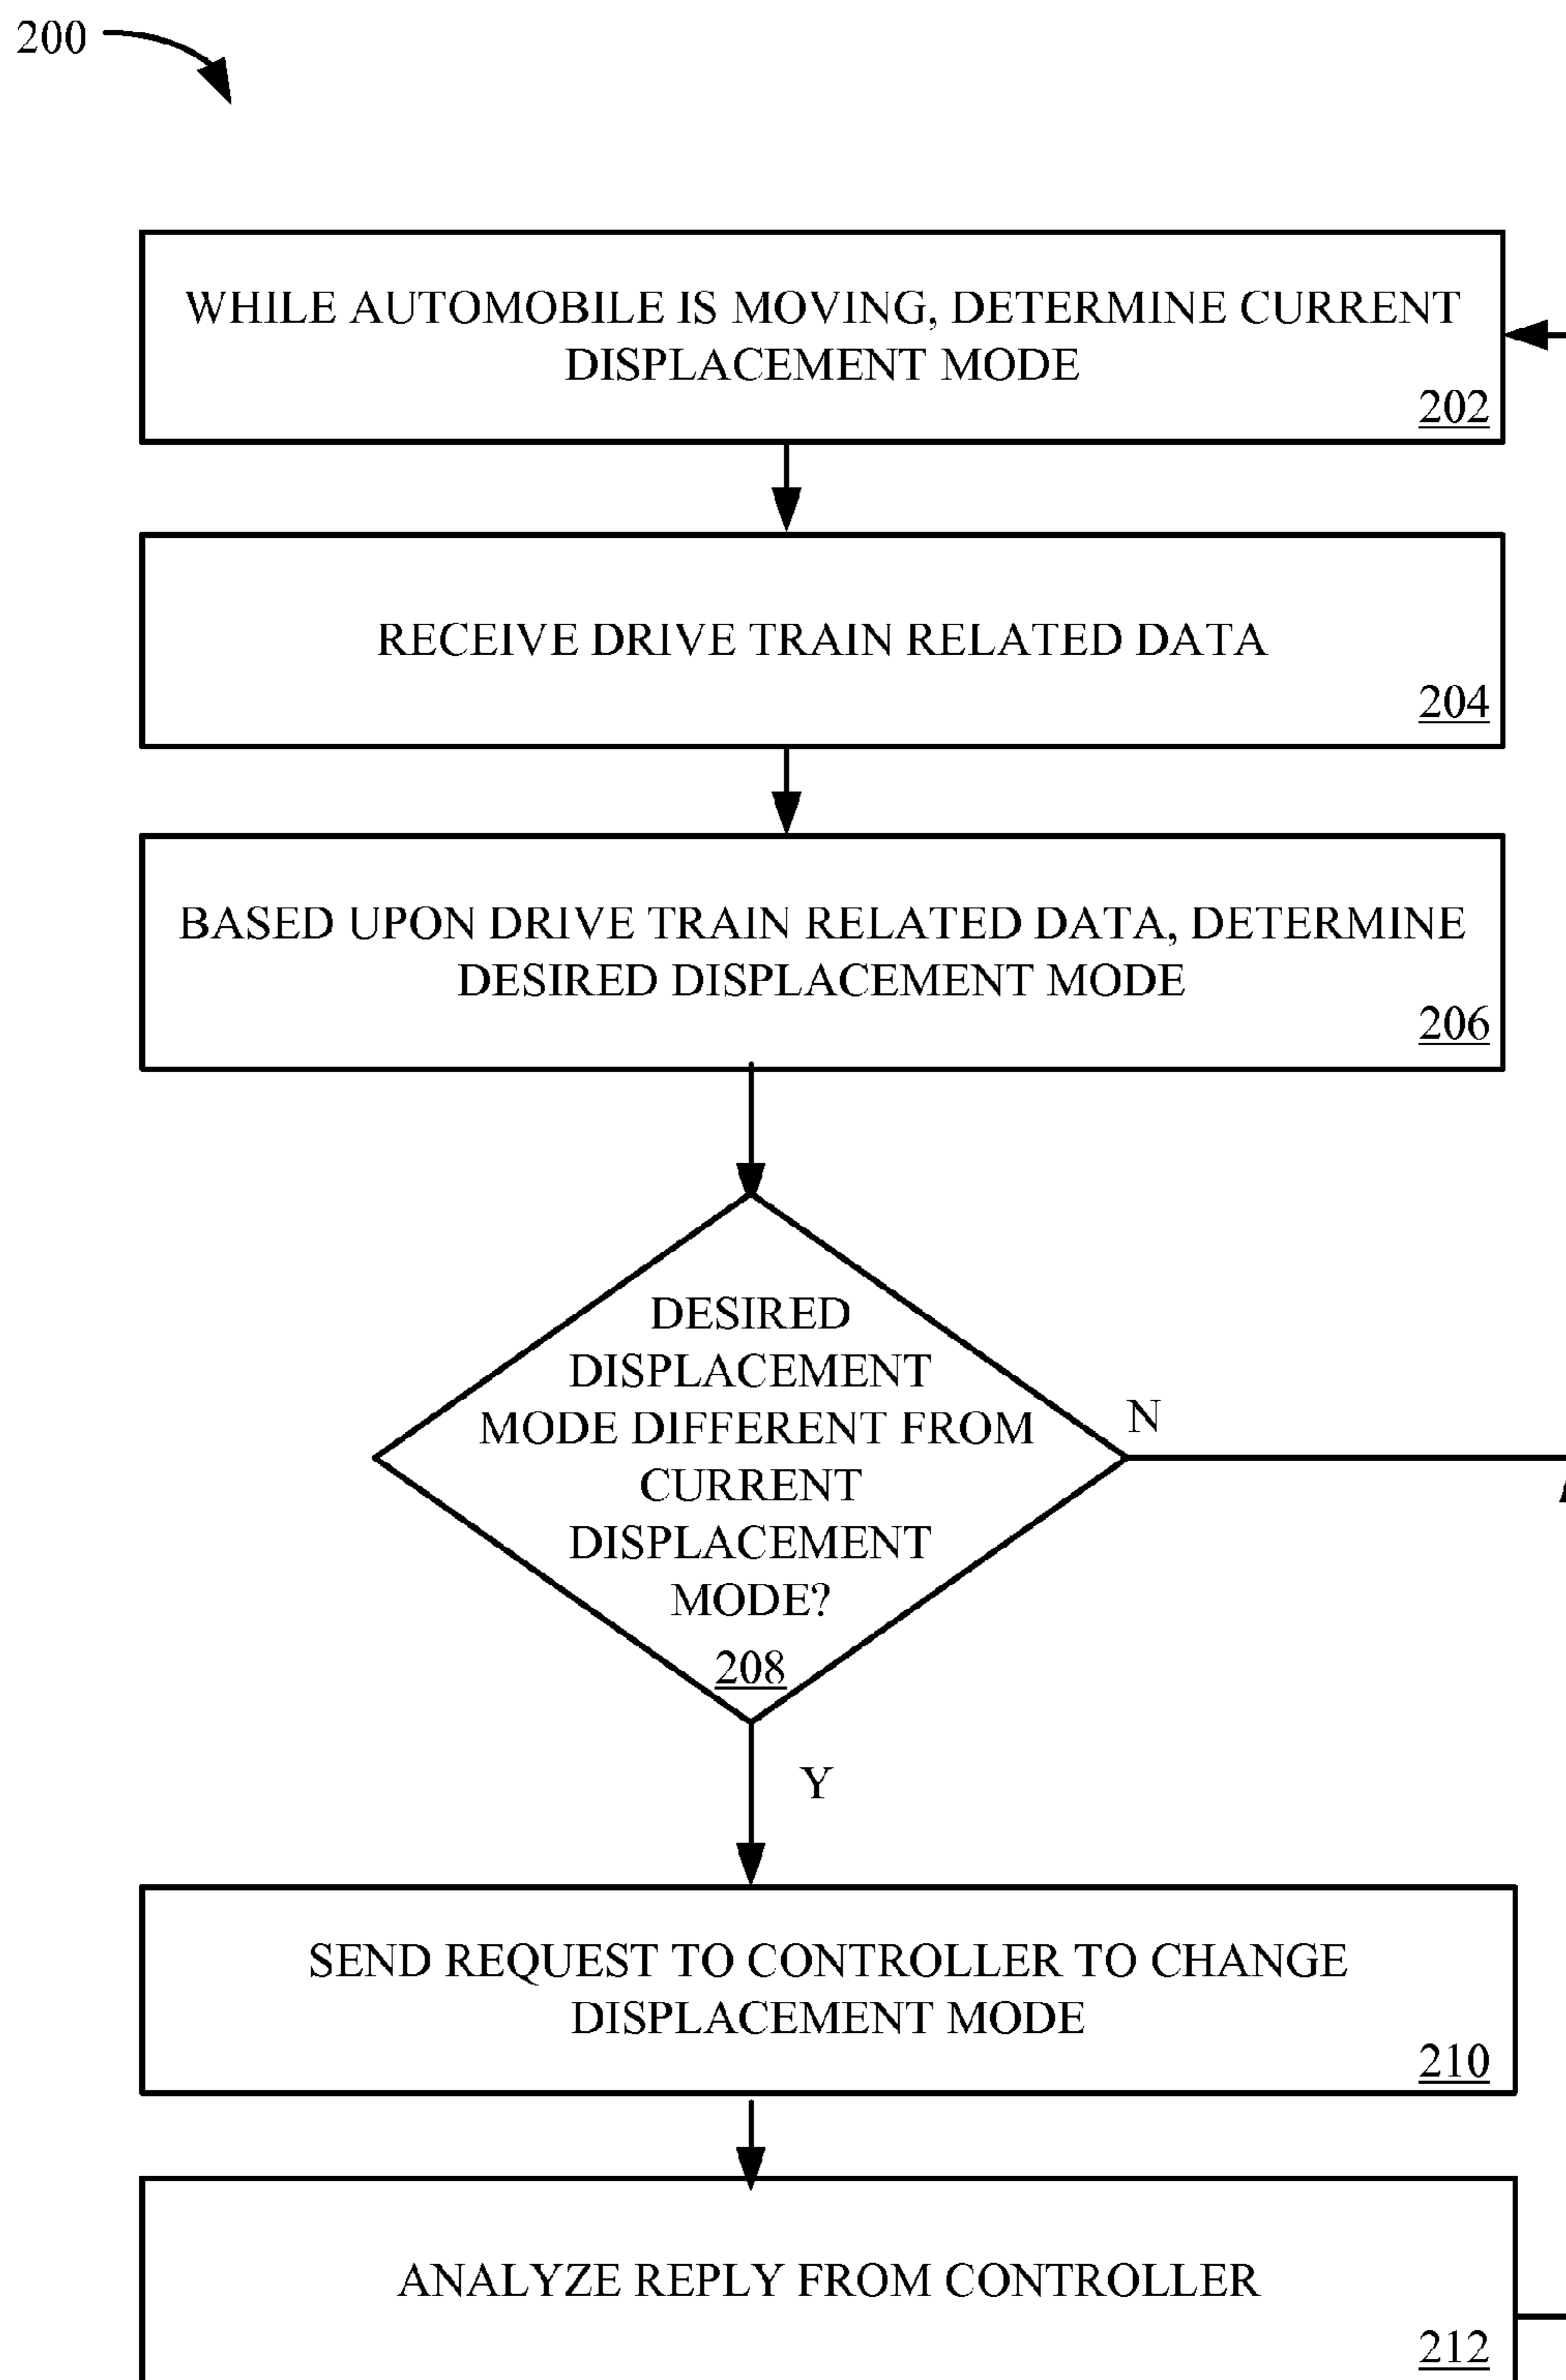 200
WHILE AUTOMOBILE IS MOVING, DETERMINE CURRENT
DISPLACEMENT MODE
202
RECEIVE DRIVE TRAIN RELATED DATA
204
BASED UPON DRIVE TRAIN RELATED DATA, DETERMINE
DESIRED DISPLACEMENT MODE
206
DESIRED
DISPLACEMENT
MODE DIFFERENT FROM
CURRENT
DISPLACEMENT
MODE?
208
N
Y
SEND REQUEST TO CONTROLLER TO CHANGE
DISPLACEMENT MODE
210
ANALYZE REPLY FROM CONTROLLER
212